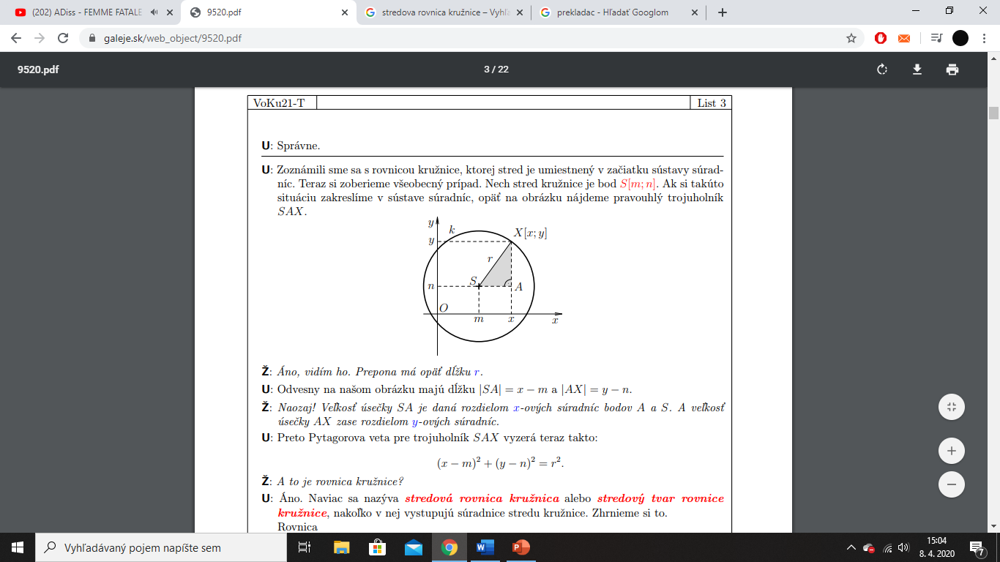 (202) ADiss - FEMME FATALE
9520.pdf
stredova rovnica kružnice – Vyhľa
prekladac - Hľadať Googlom
galeje.sk/web_object/9520.pdf
9520.pdf
3 / 22
VoKu21-T
List 3
U: Správne.
U: Zoznámili sme sa s rovnicou kružnice, ktorej stred je umiestnený v začiatku sústavy súrad-
níc. Teraz si zoberieme všeobecný prípad. Nech stred kružnice je bod S[m; n]. Ak si takúto
situáciu zakreslíme v sústave súradníc, opäť na obrázku nájdeme pravouhlý trojuholník
SAX.
y
k
X[x; y]
y
r
S
n
A
O
m
x
x
Ž: Áno, vidím ho. Prepona má opäť dĺžku r.
U: Odvesny na našom obrázku majú dĺžku |SA| = x − m a |AX| = y − n.
Ž: Naozaj! Veľkosť úsečky SA je daná rozdielom x-ových súradníc bodov A a S. A veľkosť
úsečky AX zase rozdielom y-ových súradníc.
U: Preto Pytagorova veta pre trojuholník SAX vyzerá teraz takto:
(x − m)² + (y − n)² = r².
Ž: A to je rovnica kružnice?
U: Áno. Naviac sa nazýva stredová rovnica kružnica alebo stredový tvar rovnice
kružnice, nakoľko v nej vystupujú súradnice stredu kružnice. Zhrnieme si to.
Rovnica
Vyhľadávaný pojem napíšte sem
15:04
8. 4. 2020
7